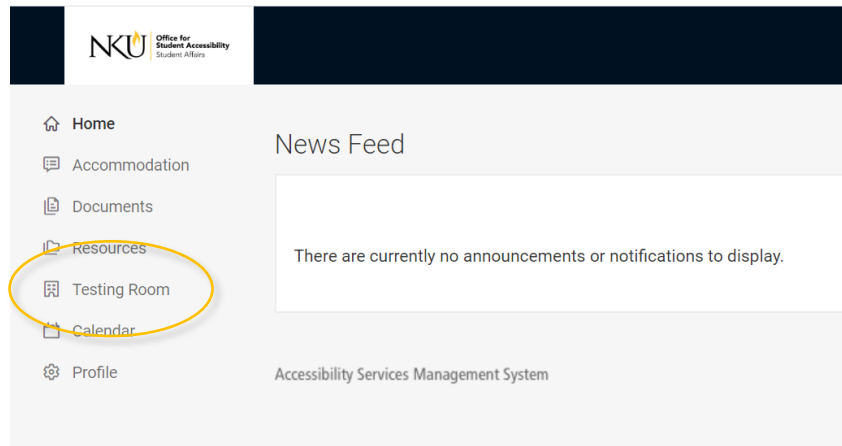 NKU
Office for
Student Accessibility
Student Affairs
Home
Accommodation
Documents
Resources
Testing Room
Calendar
Profile
News Feed
There are currently no announcements or notifications to display.
Accessibility Services Management System